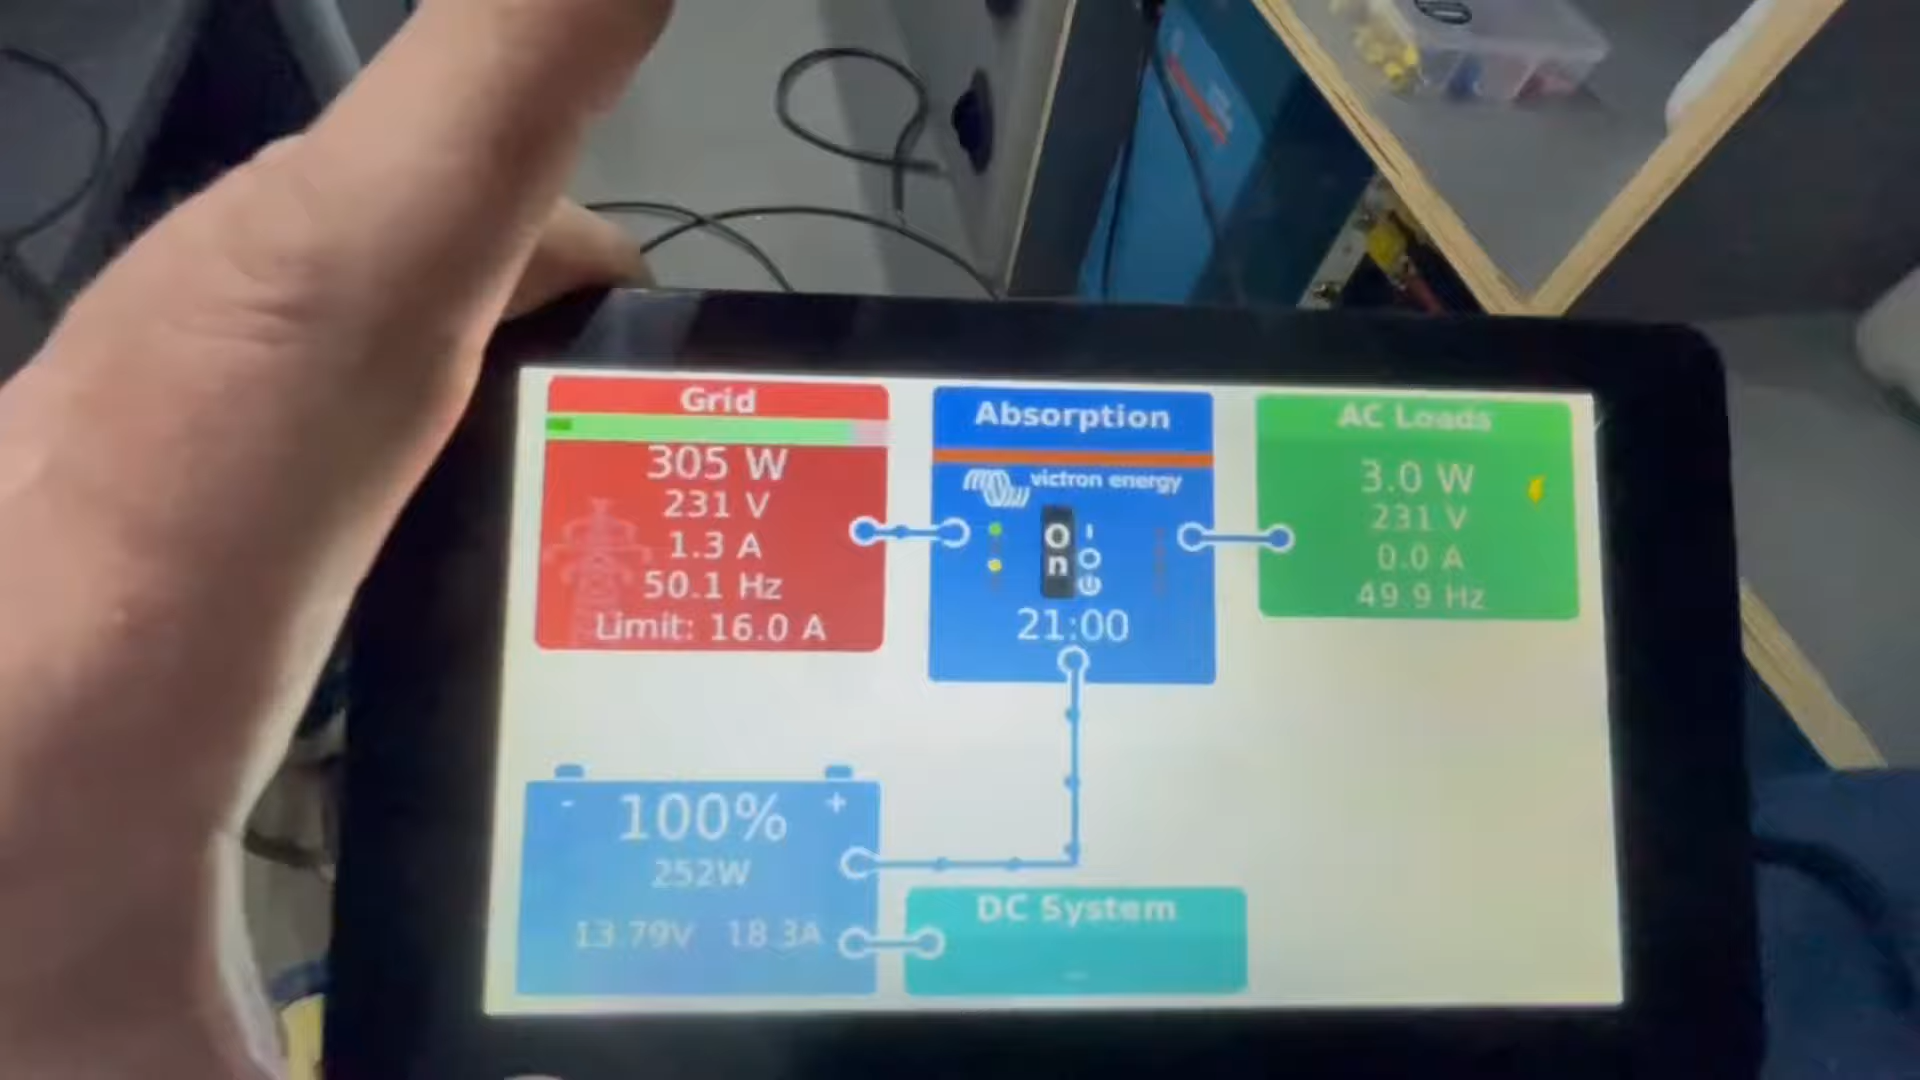 Grid
305 W
231 V
1.3 A
50.1 Hz
Limit: 16.0 A
Absorption
victron energy
On
21:00
AC Loads
3.0 W
231 V
0.0 A
49.9 Hz
- 100% +
252W
13.79V 18.3A
DC System
--